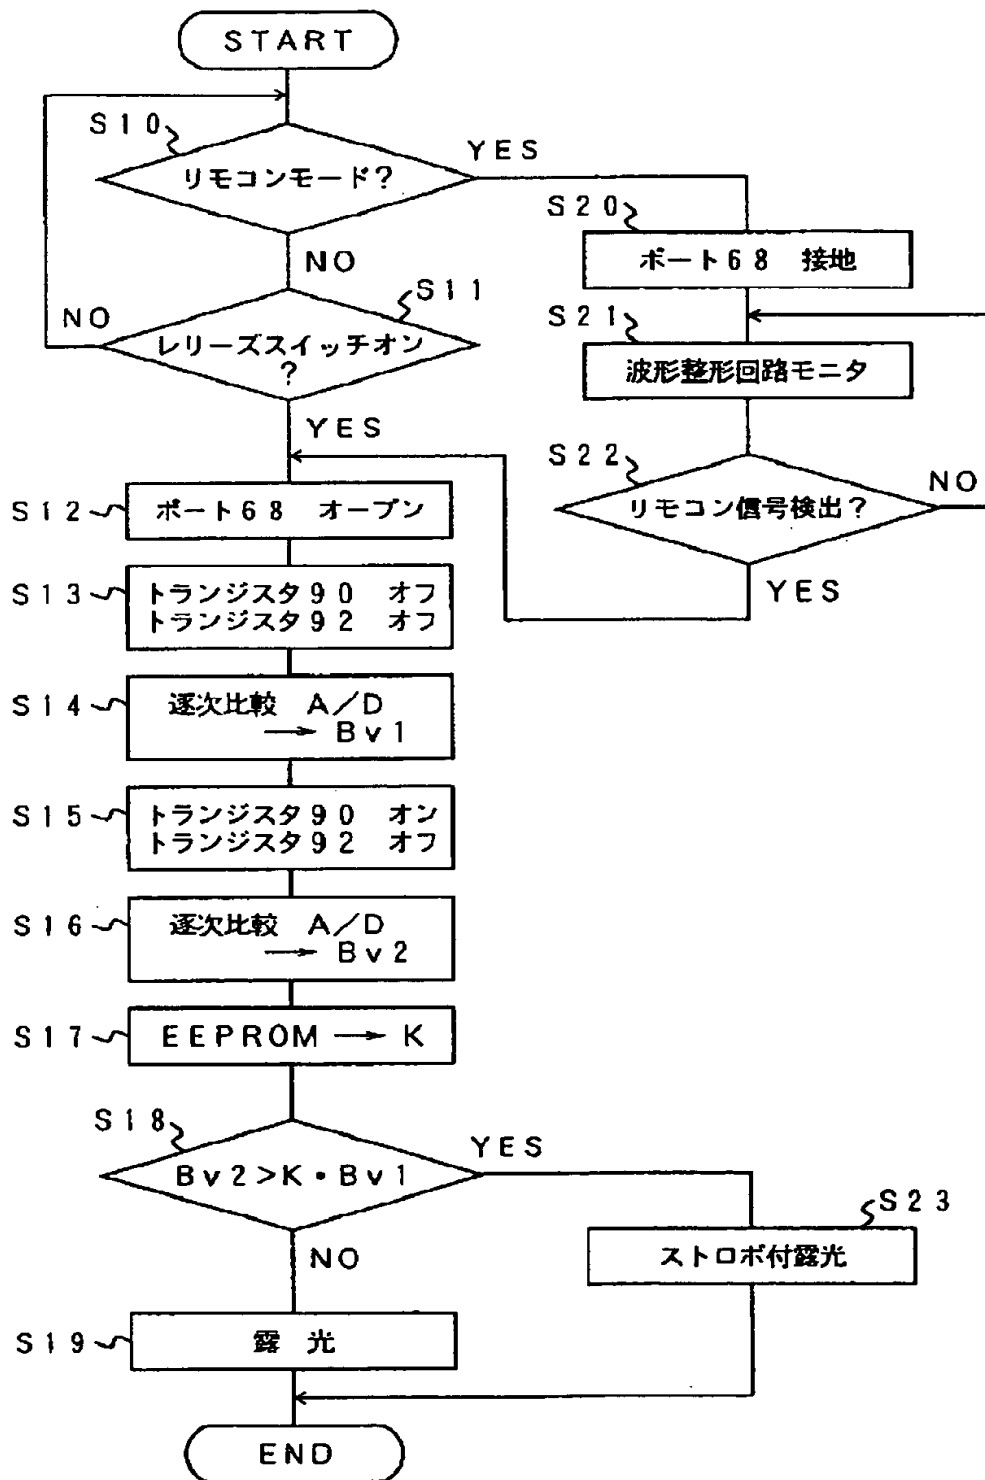 START
S10
リモコンモード?
YES
NO
S11
レリーズスイッチオン
?
NO
YES
S20
ポート68 接地
S21
波形整形回路モニタ
S22
リモコン信号検出?
NO
YES
S12
ポート68 オープン
S13
トランジスタ90 オフ
トランジスタ92 オフ
S14
逐次比較 A/D
→ Bv1
S15
トランジスタ90 オン
トランジスタ92 オフ
S16
逐次比較 A/D
→ Bv2
S17
EEPROM → K
S18
Bv2>K・Bv1
YES
NO
S23
ストロボ付露光
S19
露 光
END